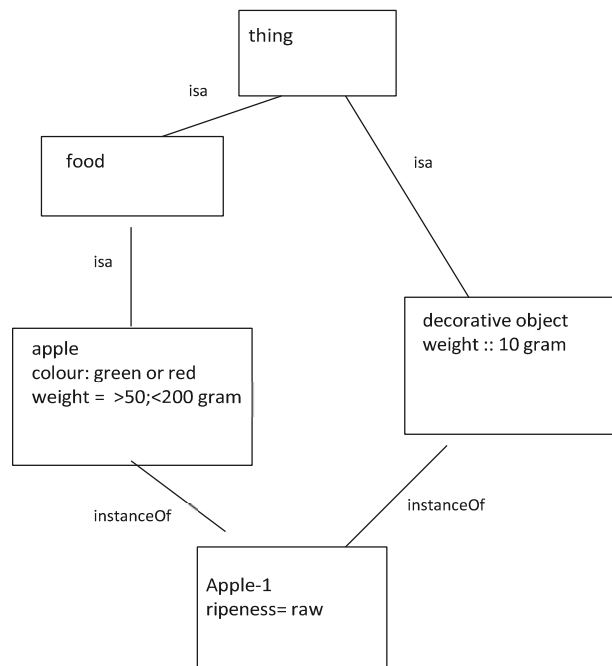 thing
isa
food
isa
isa
decorative object
weight :: 10 gram
apple
colour: green or red
weight = >50;<200 gram
instanceOf
instanceOf
Apple-1
ripeness= raw